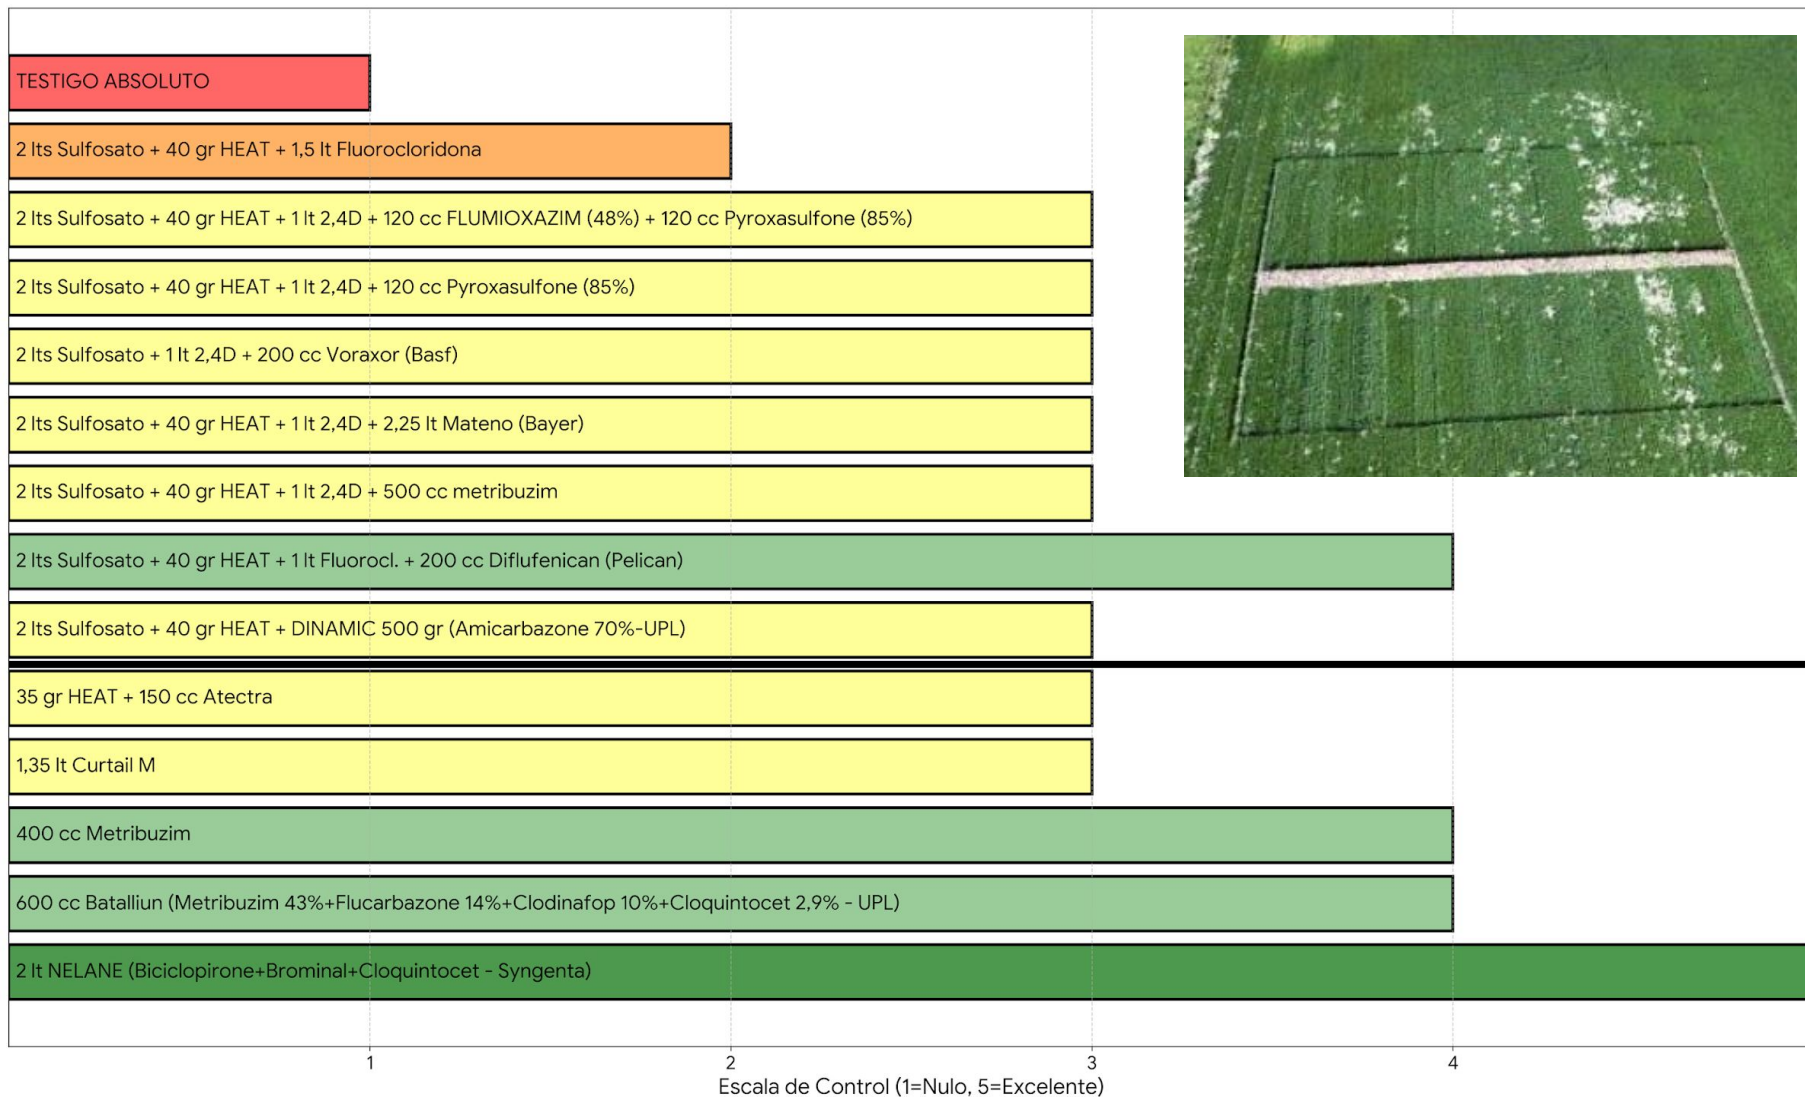 TESTIGO ABSOLUTO
2 lts Sulfosato + 40 gr HEAT + 1,5 lt Fluorocloridona
2 lts Sulfosato + 40 gr HEAT + 1 lt 2,4D + 120 cc FLUMIOXAZIM (48%) + 120 cc Pyroxasulfone (85%)
2 lts Sulfosato + 40 gr HEAT + 1 lt 2,4D + 120 cc Pyroxasulfone (85%)
2 lts Sulfosato + 1 lt 2,4D + 200 cc Voraxor (Basf)
2 lts Sulfosato + 40 gr HEAT + 1 lt 2,4D + 2,25 lt Mateno (Bayer)
2 lts Sulfosato + 40 gr HEAT + 1 lt 2,4D + 500 cc metribuzim
2 lts Sulfosato + 40 gr HEAT + 1 lt Fluorocl. + 200 cc Diflufenican (Pelican)
2 lts Sulfosato + 40 gr HEAT + DINAMIC 500 gr (Amicarbazone 70%-UPL)
35 gr HEAT + 150 cc Atectra
1,35 lt Curtail M
400 cc Metribuzim
600 cc Batalliun (Metribuzim 43%+Flucarbazone 14%+Clodinafop 10%+Cloquintocet 2,9% - UPL)
2 lt NELANE (Biciclopirone+Brominal+Cloquintocet - Syngenta)
1 2 3 4
Escala de Control (1=Nulo, 5=Excelente)